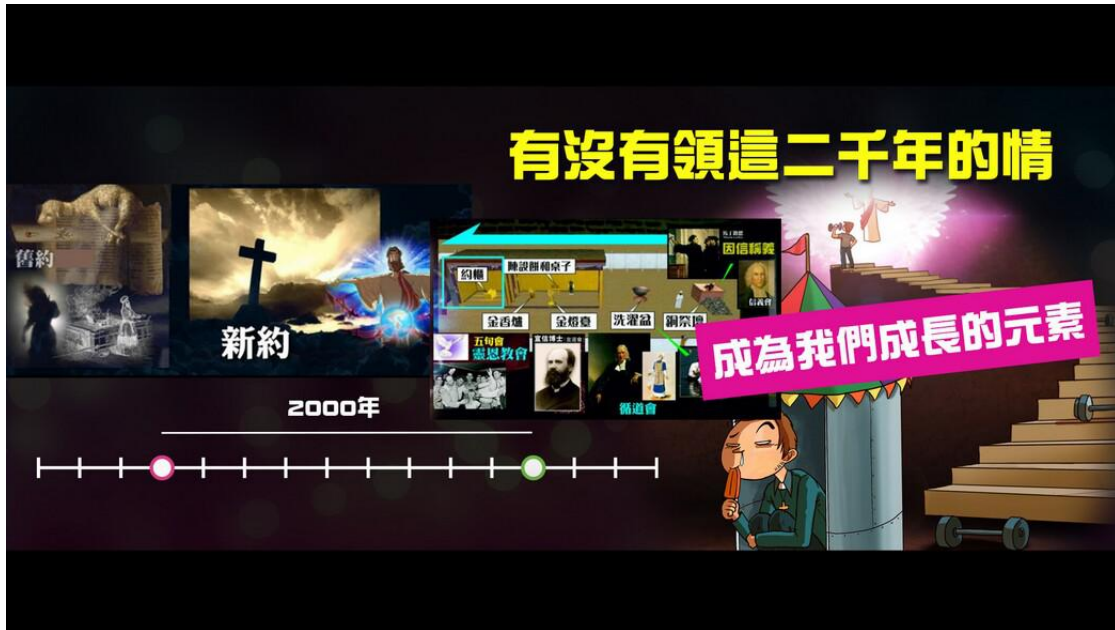 有沒有領這二千年的情
舊約
新約
約櫃
陳設餅和桌子
因信稱義
信義會
金香爐
金燈臺
洗濯盆
銅祭壇
五旬會
靈恩教會
宣信博士
循道會
成為我們成長的元素
2000年